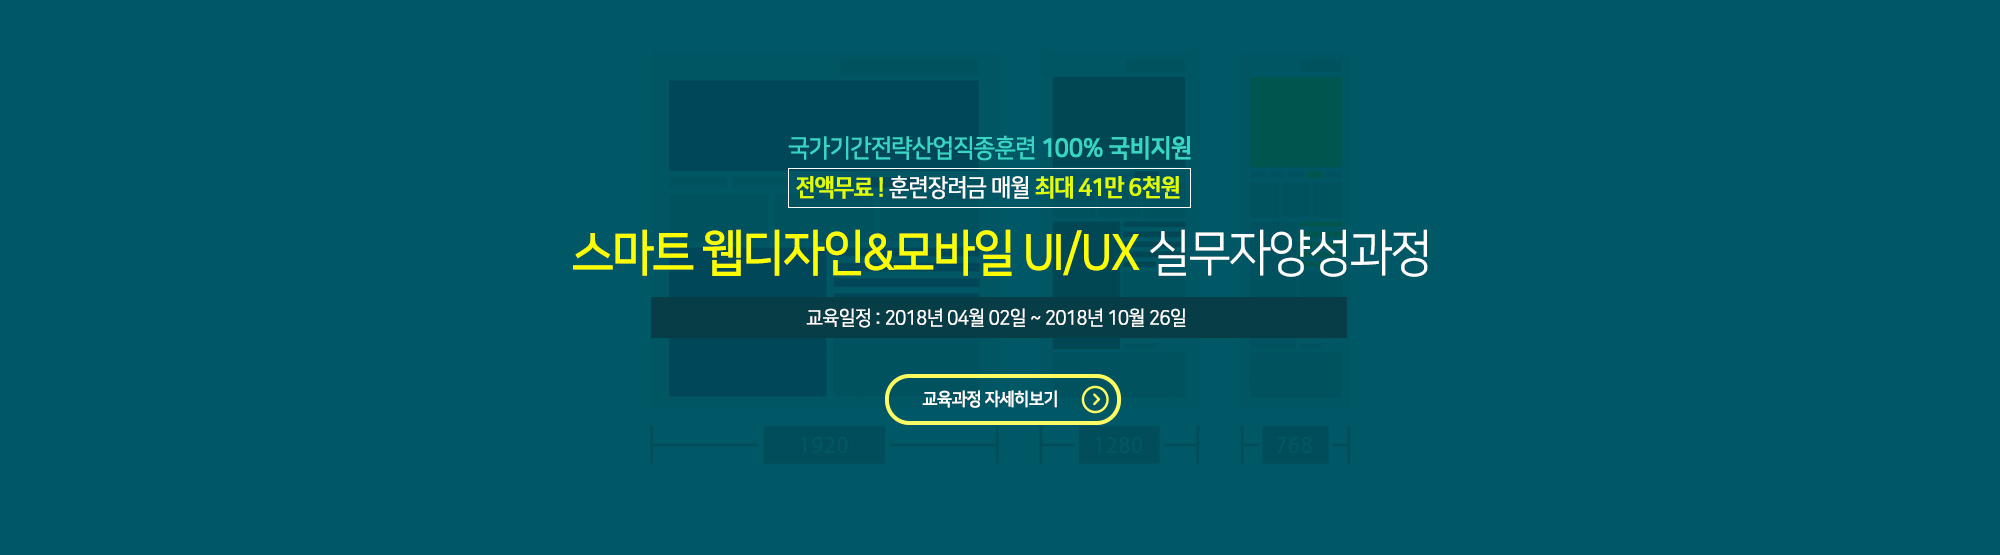 국가기간전략산업직종훈련 100% 국비지원
전액무료 ! 훈련장려금 매월 최대 41만 6천원
스마트 웹디자인&모바일 UI/UX 실무자양성과정
교육일정 : 2018년 04월 02일 ~ 2018년 10월 26일
교육과정 자세히보기
1920 1280 768